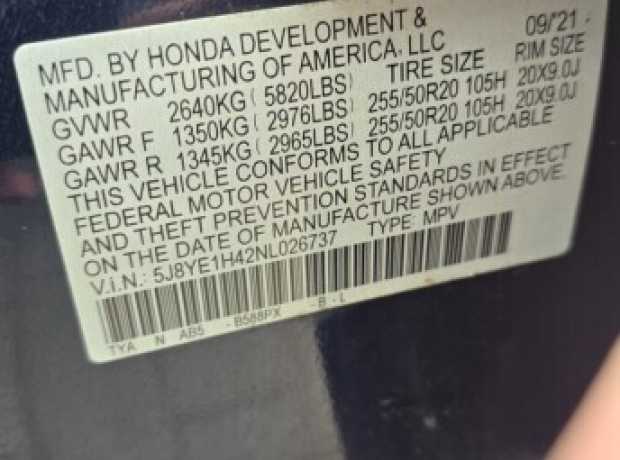 MFD. BY HONDA DEVELOPMENT & 09/'21
MANUFACTURING OF AMERICA, LLC
GVWR 2640KG ( 5820LBS) TIRE SIZE RIM SIZE
GAWR F 1350KG ( 2976LBS) 255/50R20 105H 20X9.0J
GAWR R 1345KG ( 2965LBS) 255/50R20 105H 20X9.0J
THIS VEHICLE CONFORMS TO ALL APPLICABLE
FEDERAL MOTOR VEHICLE SAFETY
AND THEFT PREVENTION STANDARDS IN EFFECT
ON THE DATE OF MANUFACTURE SHOWN ABOVE.
V.I.N.: 5J8YE1H42NL026737 TYPE: MPV
TYA N AB5 - B588PX - B - L